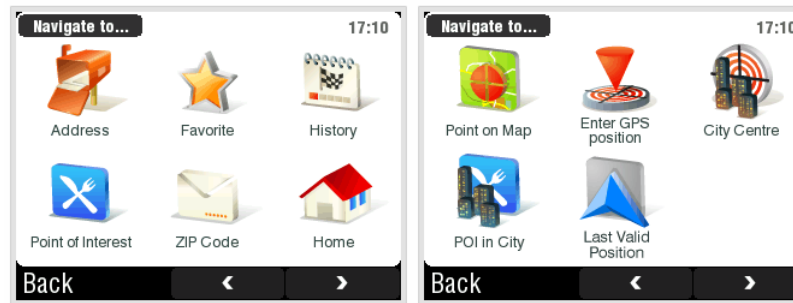 Navigate to...
17:10
Address
Favorite
History
Point of Interest
ZIP Code
Home
Back
Navigate to...
17:10
Point on Map
Enter GPS
position
City Centre
POI in City
Last Valid
Position
Back